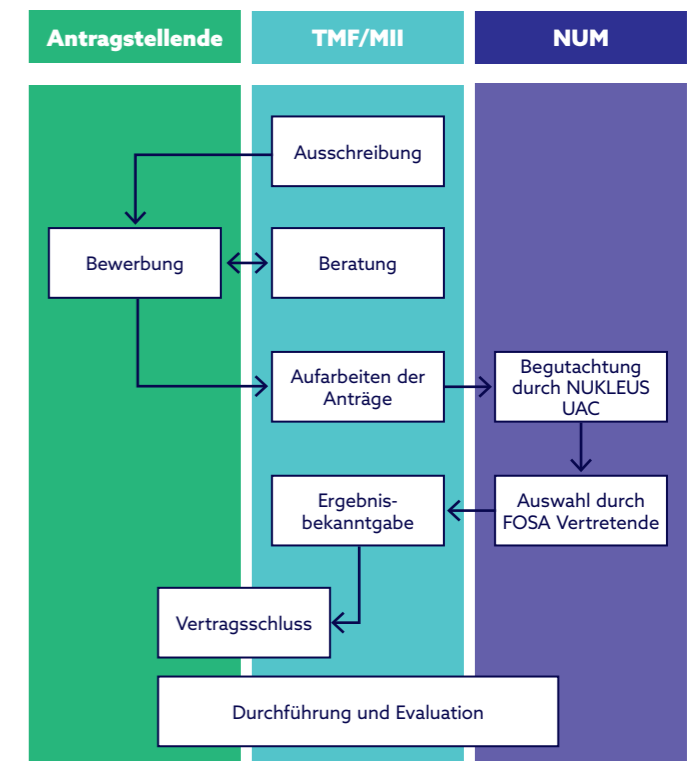 Antragstellende
TMF/MII
NUM
Ausschreibung
Bewerbung
Beratung
Aufarbeiten der
Anträge
Begutachtung
durch NUKLEUS
UAC
Ergebnis-
bekanntgabe
Auswahl durch
FOSA Vertretende
Vertragsschluss
Durchführung und Evaluation